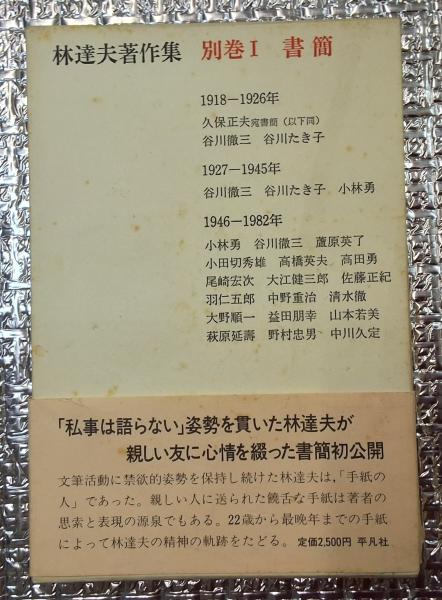 林達夫著作集 別巻I 書簡
1918－1926年
久保正夫宛書簡（以下同）
谷川徹三 谷川たき子
1927－1945年
谷川徹三 谷川たき子 小林勇
1946－1982年
小林勇 谷川徹三 蘆原英了
小田切秀雄 高橋英夫 高田勇
尾崎宏次 大江健三郎 佐藤正紀
羽仁五郎 中野重治 清水徹
大野順一 益田朋幸 山本若美
萩原延壽 野村忠男 中川久定
「私事は語らない」姿勢を貫いた林達夫が
親しい友に心情を綴った書簡初公開
文筆活動に禁欲的姿勢を保持し続けた林達夫は，「手紙の
人」であった。親しい人に送られた饒舌な手紙は著者の
思索と表現の源泉でもある。22歳から最晩年までの手紙
によって林達夫の精神の軌跡をたどる。 定価2,500円 平凡社